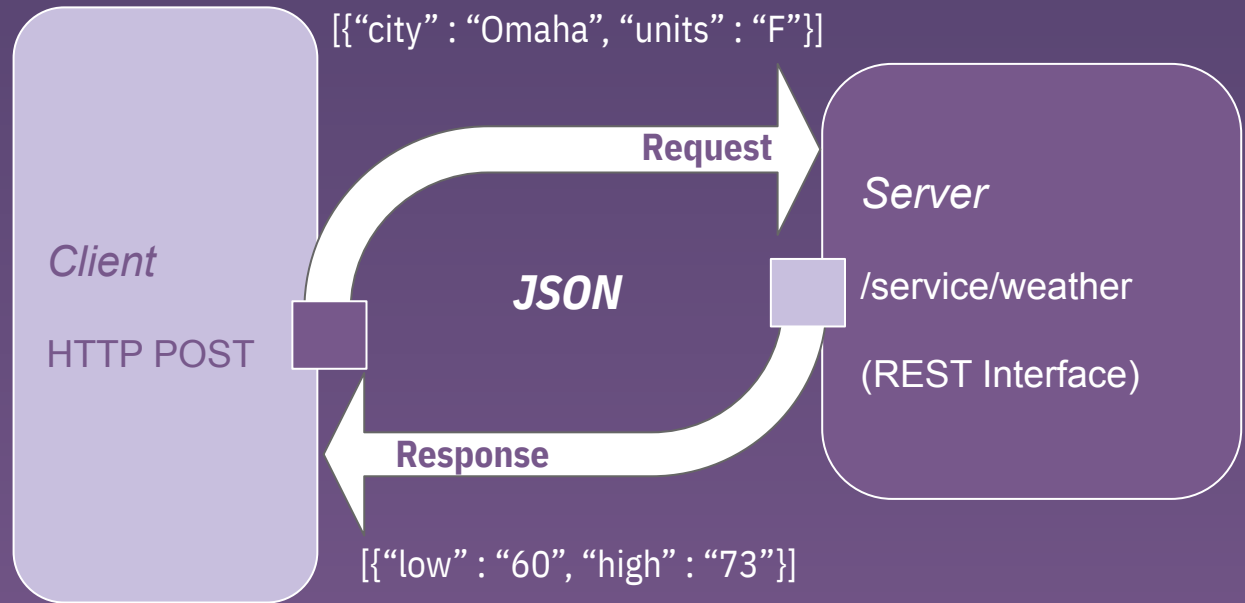 [{“city” : “Omaha”, “units” : “F”}]
Request
Client
HTTP POST
JSON
Server
/service/weather
(REST Interface)
Response
[{“low” : “60”, “high” : “73”}]